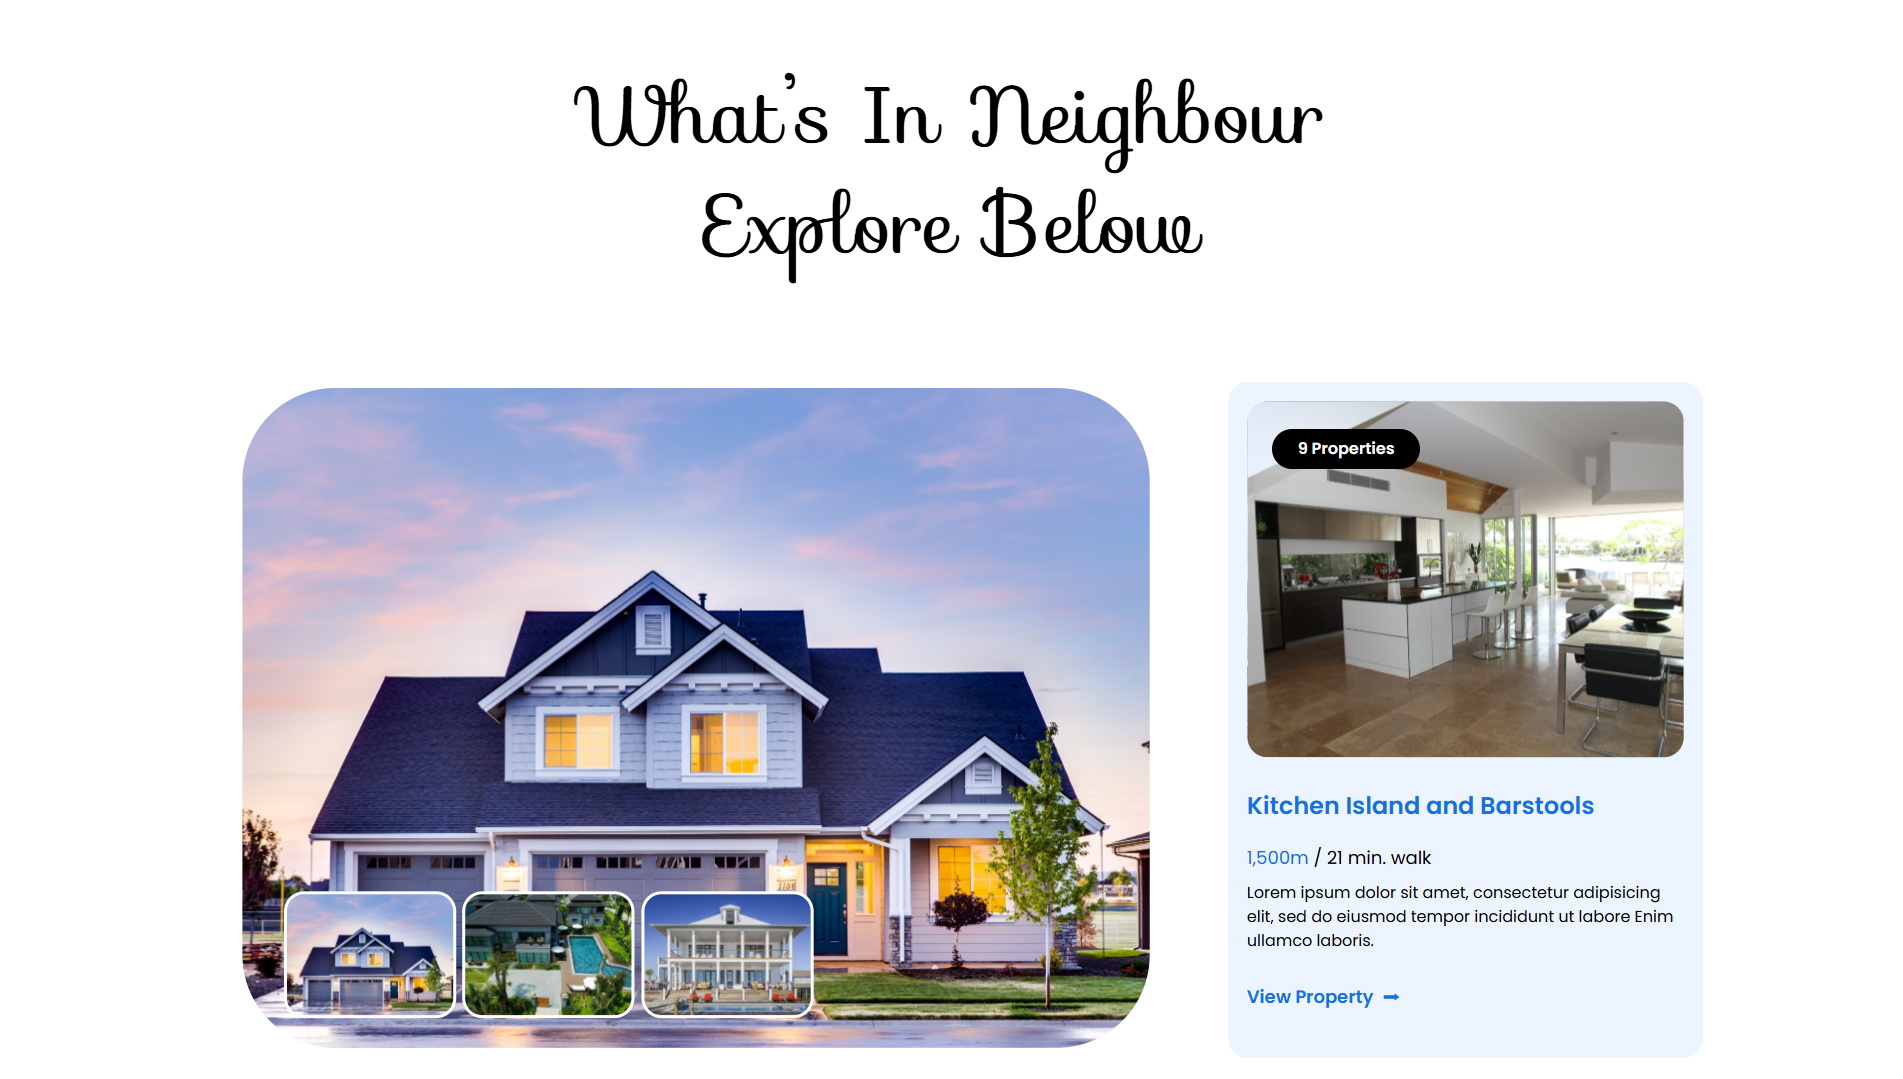 What's In Neighbour
Explore Below
9 Properties
Kitchen Island and Barstools
1,500m / 21 min. walk
Lorem ipsum dolor sit amet, consectetur adipisicing
elit, sed do eiusmod tempor incididunt ut labore Enim
ullamco laboris.
View Property